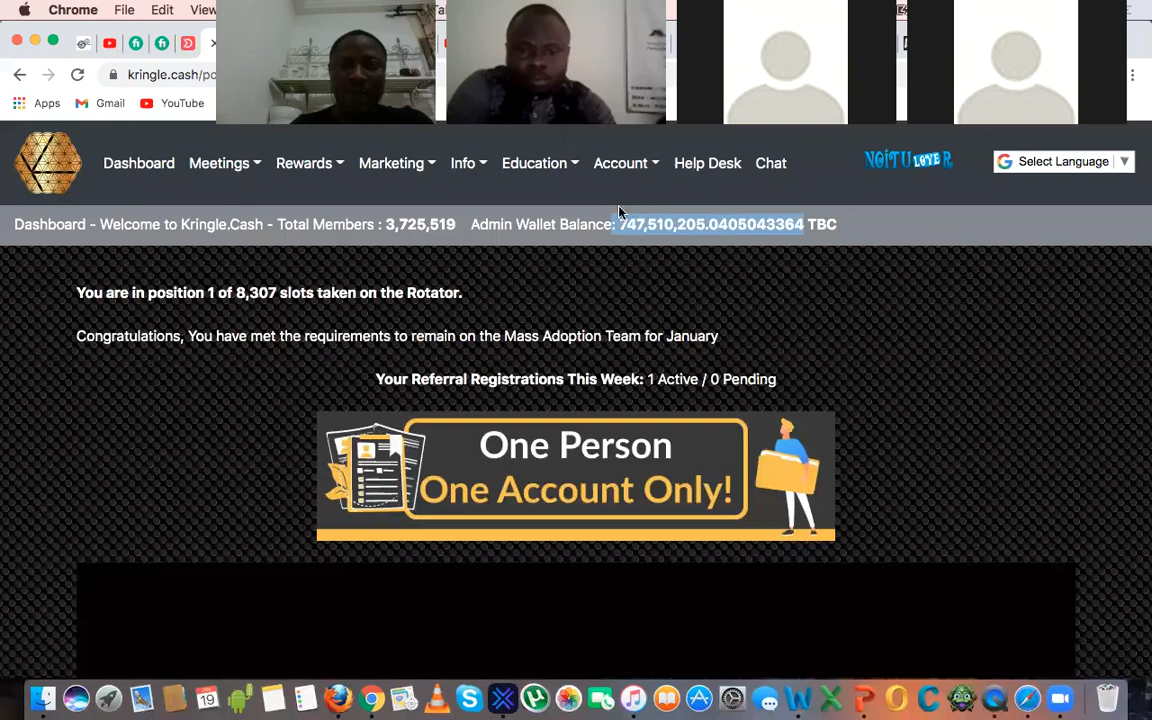 Chrome File Edit View
kringle.cash/po
Apps Gmail YouTube
Dashboard Meetings Rewards Marketing Info Education Account Help Desk Chat NOiTULOVER Select Language
Dashboard - Welcome to Kringle.Cash - Total Members : 3,725,519 Admin Wallet Balance: 747,510,205.0405043364 TBC
You are in position 1 of 8,307 slots taken on the Rotator.
Congratulations, You have met the requirements to remain on the Mass Adoption Team for January
Your Referral Registrations This Week: 1 Active / 0 Pending
One Person
One Account Only!
JAN
19